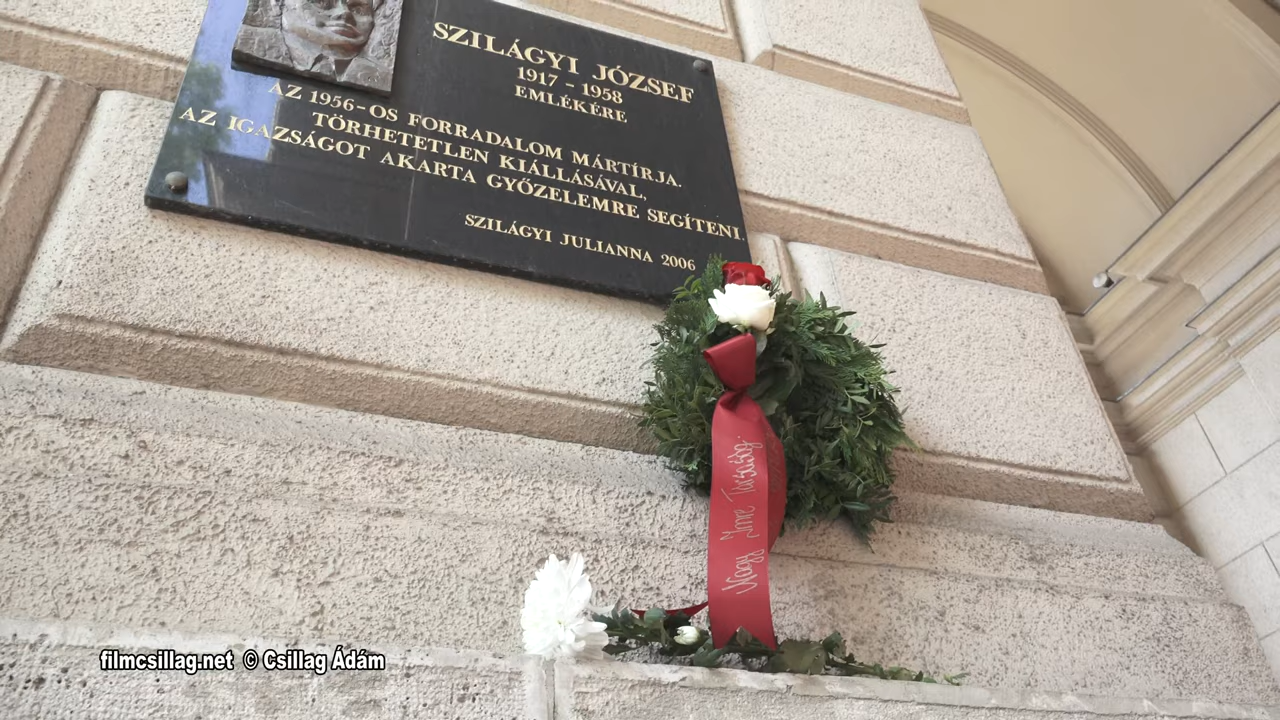 SZILÁGYI JÓZSEF
1917 - 1958
EMLÉKÉRE
AZ 1956-OS FORRADALOM MÁRTÍRJA.
TÖRHETETLEN KIÁLLÁSÁVAL,
AZ IGAZSÁGOT AKARTA GYŐZELEMRE SEGÍTENI.
SZILÁGYI JULIANNA 2006
Nagy Imre Társaság.
filmcsillag.net © Csillag Ádám